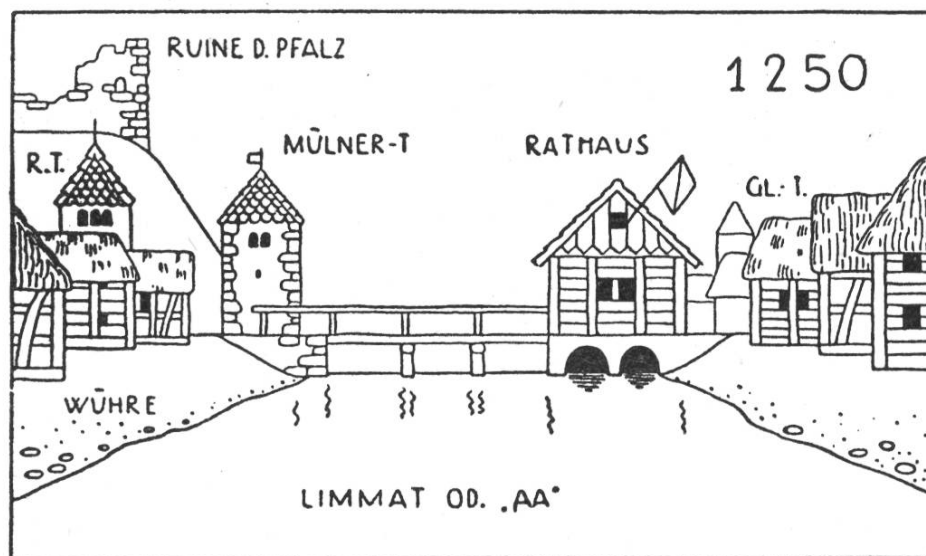 RUINE D. PFALZ
1250
R.T.
MÜLNER-T
RATHAUS
GL.-T.
WÜHRE
LIMMAT OD. „AA“